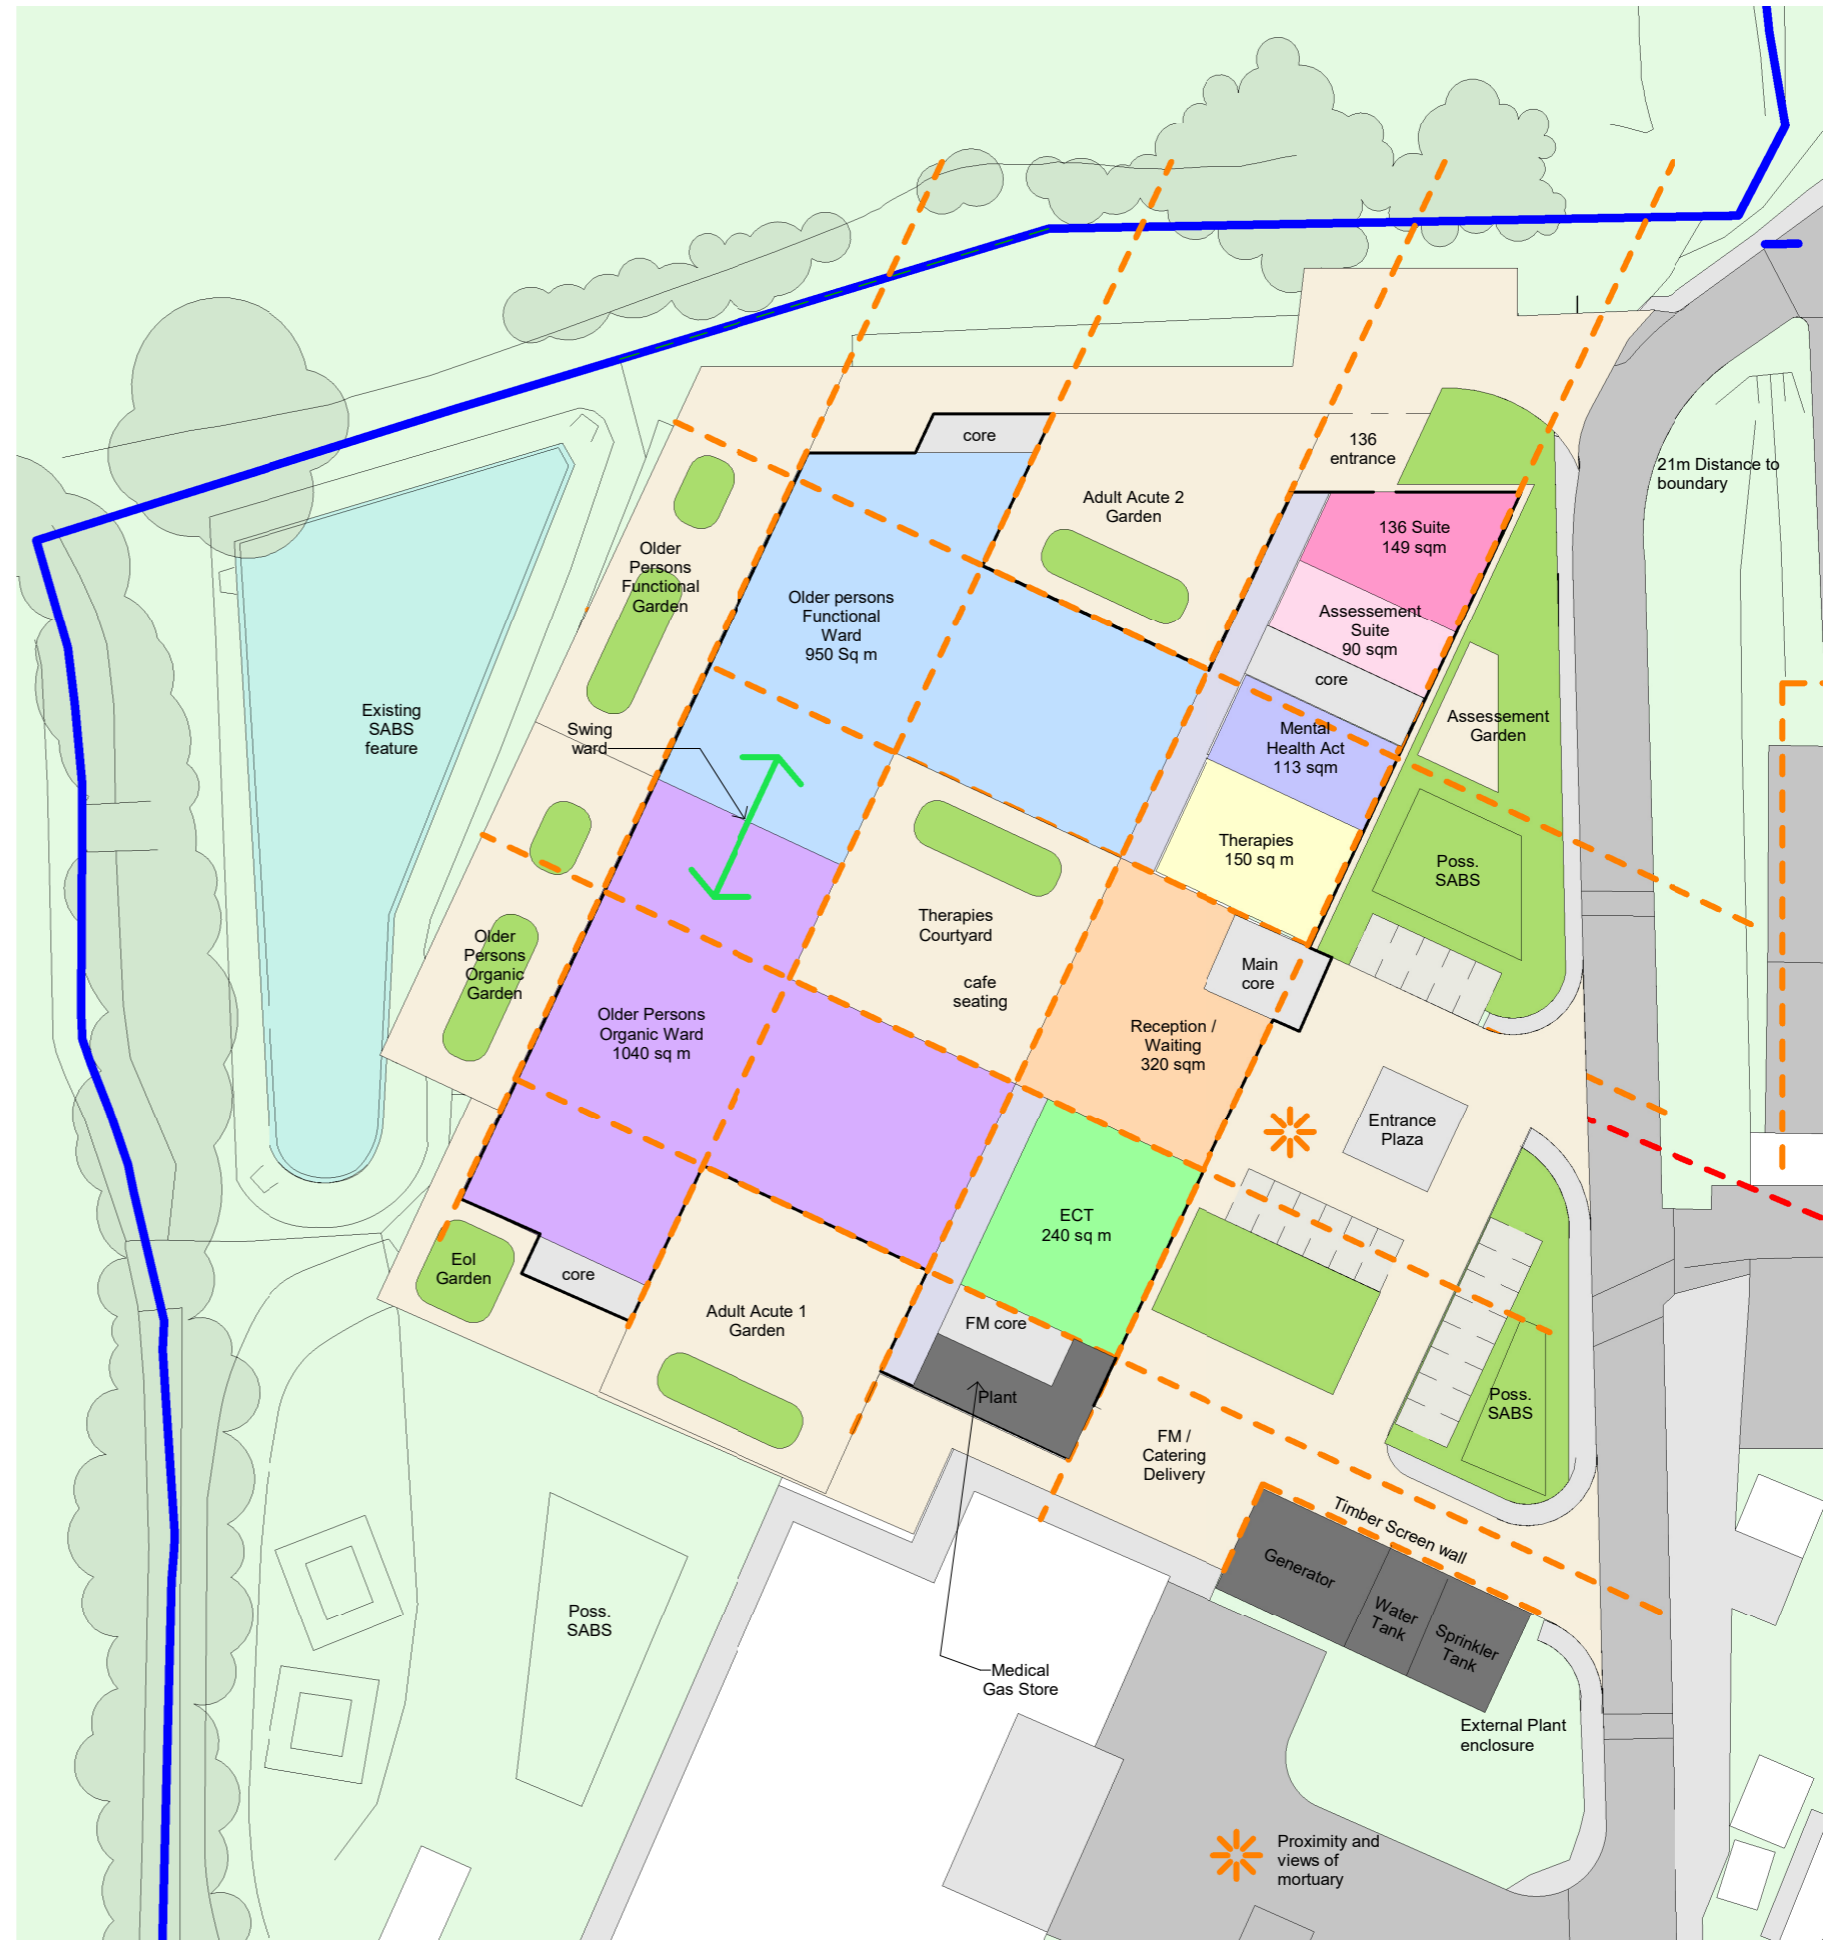 core
136
entrance
21m Distance to
boundary
Adult Acute 2
Garden
136 Suite
149 sqm
Older
Persons
Functional
Garden
Older persons
Functional
Ward
950 Sq m
Assessement
Suite
90 sqm
core
Existing
SABS
feature
Swing
ward
Mental
Health Act
113 sqm
Assessement
Garden
Therapies
150 sq m
Poss.
SABS
Therapies
Courtyard
cafe
seating
Older
Persons
Organic
Garden
Main
core
Older Persons
Organic Ward
1040 sq m
Reception /
Waiting
320 sqm
Entrance
Plaza
ECT
240 sq m
Eol
Garden
core
Adult Acute 1
Garden
FM core
Plant
Poss.
SABS
FM /
Catering
Delivery
Timber Screen wall
Generator
Water
Tank
Sprinkler
Tank
Poss.
SABS
Medical
Gas Store
External Plant
enclosure
Proximity and
views of
mortuary